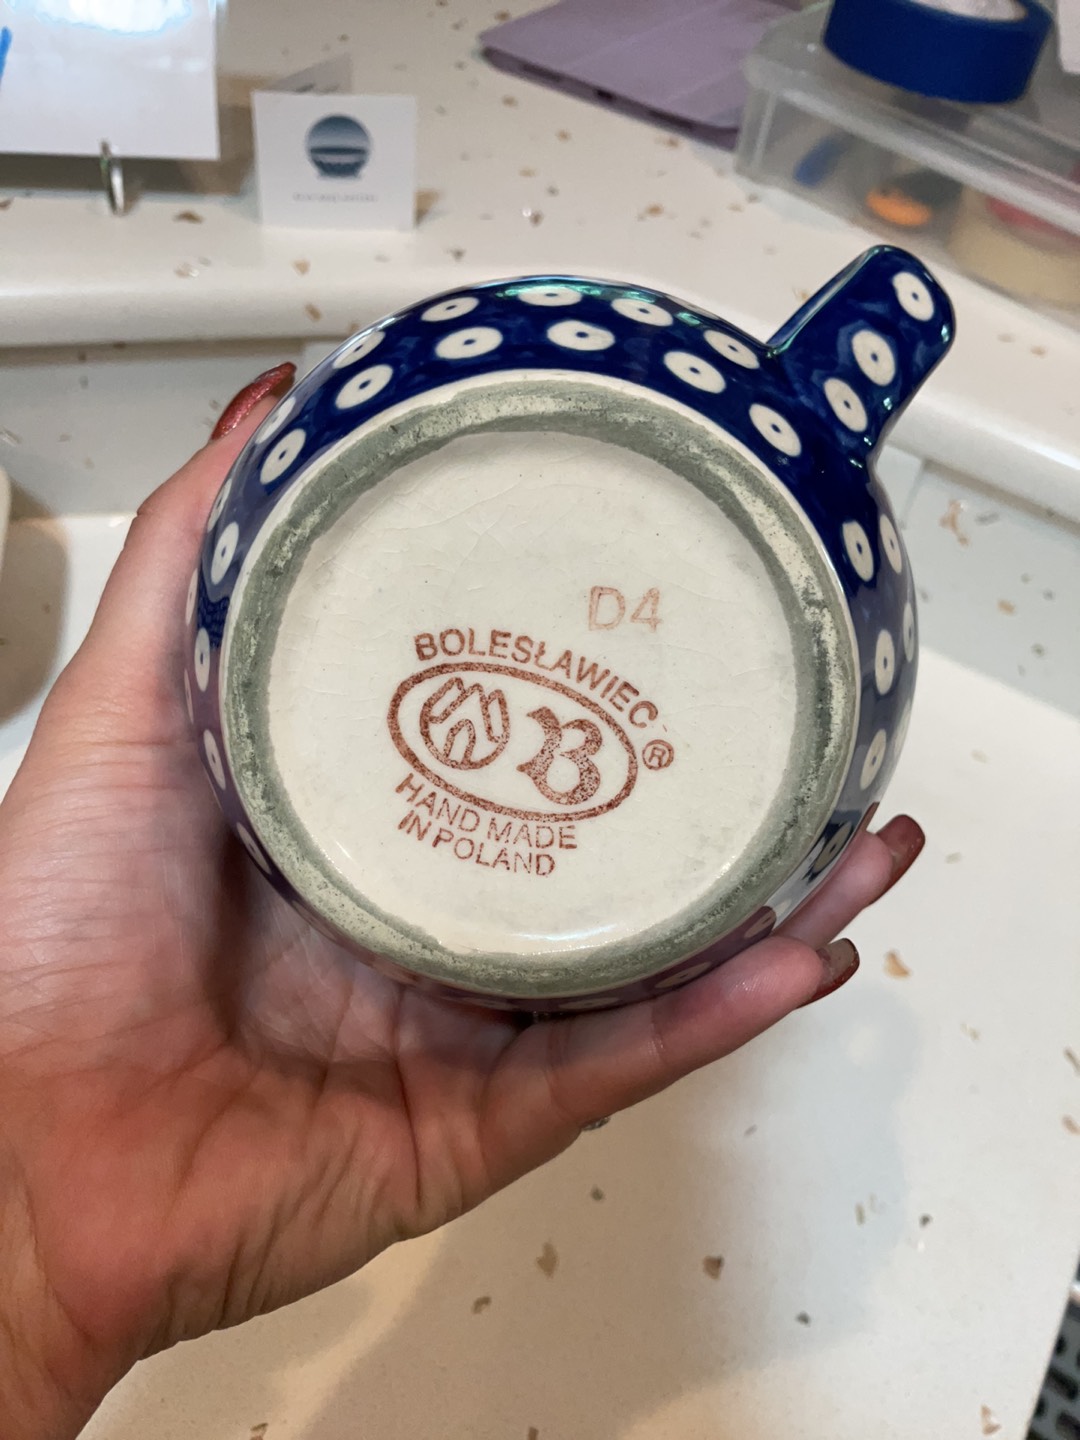 D4
BOLESŁAWIEC
B
®
HAND MADE
IN POLAND